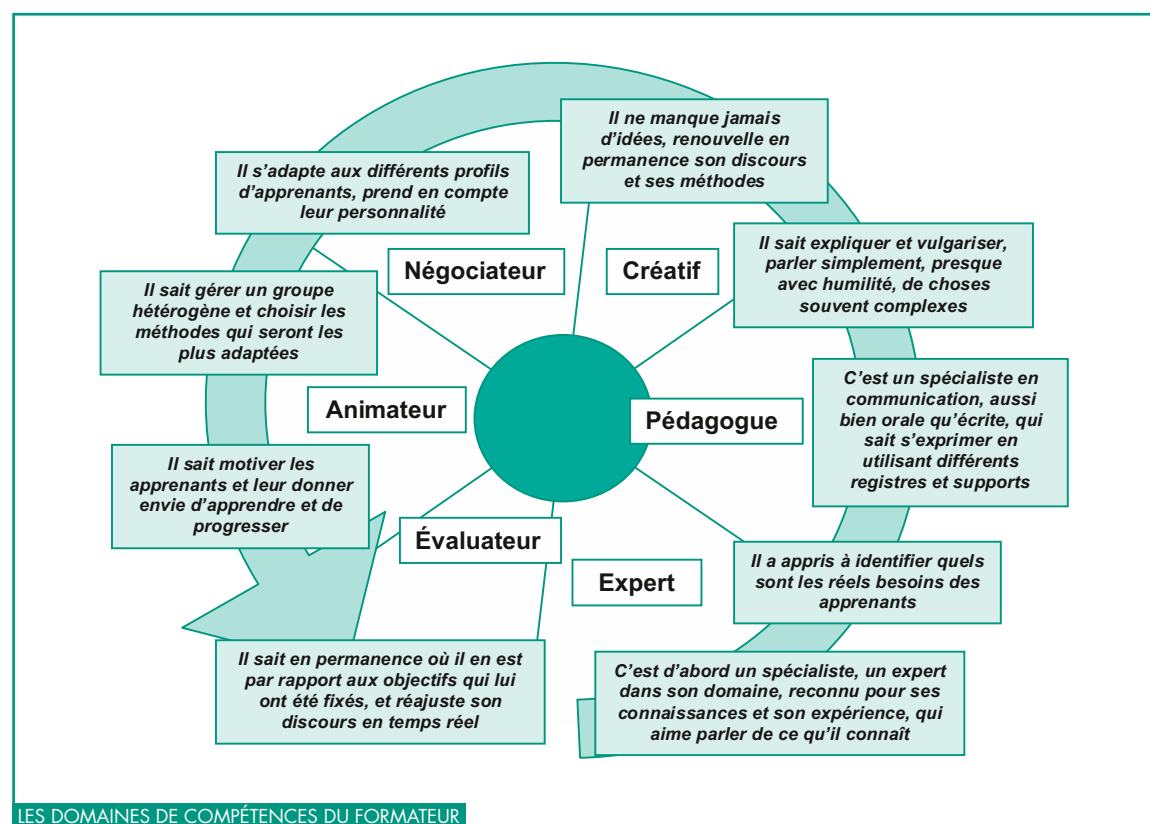 Il ne manque jamais
d'idées, renouvelle en
permanence son discours
et ses méthodes
Il s'adapte aux différents profils
d'apprenants, prend en compte
leur personnalité
Négociateur
Créatif
Il sait expliquer et vulgariser,
parler simplement, presque
avec humilité, de choses
souvent complexes
Il sait gérer un groupe
hétérogène et choisir les
méthodes qui seront les
plus adaptées
Animateur
Pédagogue
C'est un spécialiste en
communication, aussi
bien orale qu'écrite, qui
sait s'exprimer en
utilisant différents
registres et supports
Il sait motiver les
apprenants et leur donner
envie d'apprendre et de
progresser
Évaluateur
Expert
Il a appris à identifier quels
sont les réels besoins des
apprenants
Il sait en permanence où il en est
par rapport aux objectifs qui lui
ont été fixés, et réajuste son
discours en temps réel
C'est d'abord un spécialiste, un expert
dans son domaine, reconnu pour ses
connaissances et son expérience, qui
aime parler de ce qu'il connaît
LES DOMAINES DE COMPÉTENCES DU FORMATEUR